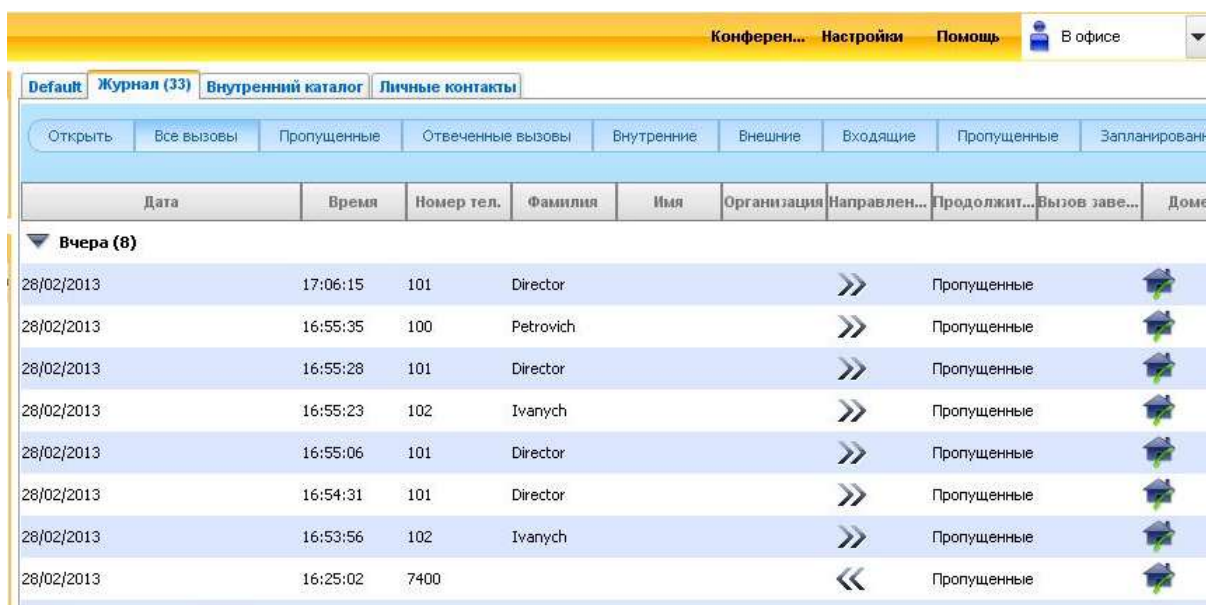 Конферен... Настройки Помощь В офисе
Default Журнал (33) Внутренний каталог Личные контакты
Открыть Все вызовы Пропущенные Отвеченные вызовы Внутренние Внешние Входящие Пропущенные Запланирован
Дата Время Номер тел. Фамилия Имя Организация Направлен... Продолжит... Вызов заве... Доме
Вчера (8)
28/02/2013 17:06:15 101 Director Пропущенные
28/02/2013 16:55:35 100 Petrovich Пропущенные
28/02/2013 16:55:28 101 Director Пропущенные
28/02/2013 16:55:23 102 Ivanych Пропущенные
28/02/2013 16:55:06 101 Director Пропущенные
28/02/2013 16:54:31 101 Director Пропущенные
28/02/2013 16:53:56 102 Ivanych Пропущенные
28/02/2013 16:25:02 7400 Пропущенные